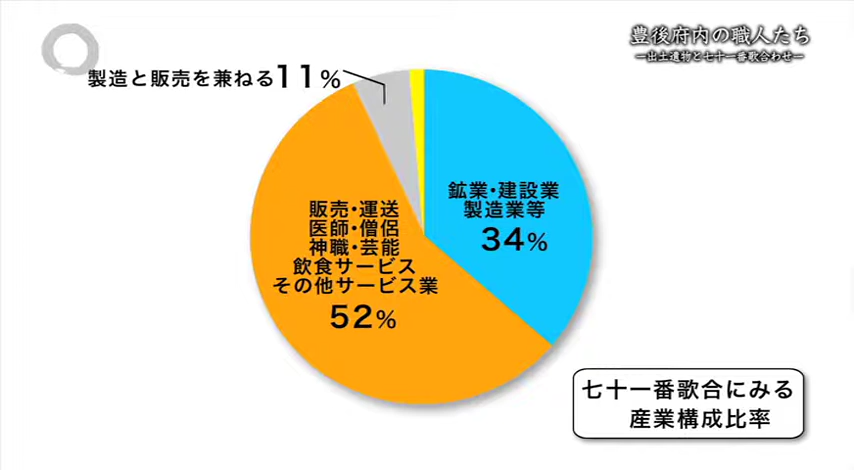 豊後府内の職人たち
―出土遺物と七十一番歌合わせ―
製造と販売を兼ねる11%
鉱業・建設業
製造業等
34%
販売・運送
医師・僧侶
神職・芸能
飲食サービス
その他サービス業
52%
七十一番歌合にみる
産業構成比率